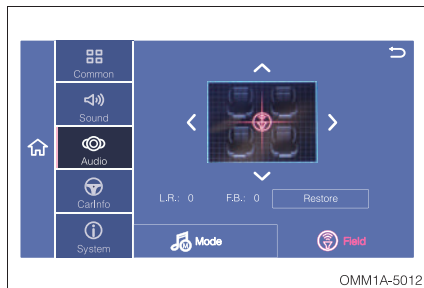 Common
Sound
Audio
CarInfo
System
L.R.: 0 F.B.: 0 Restore
M Mode
Field
OMM1A-5012